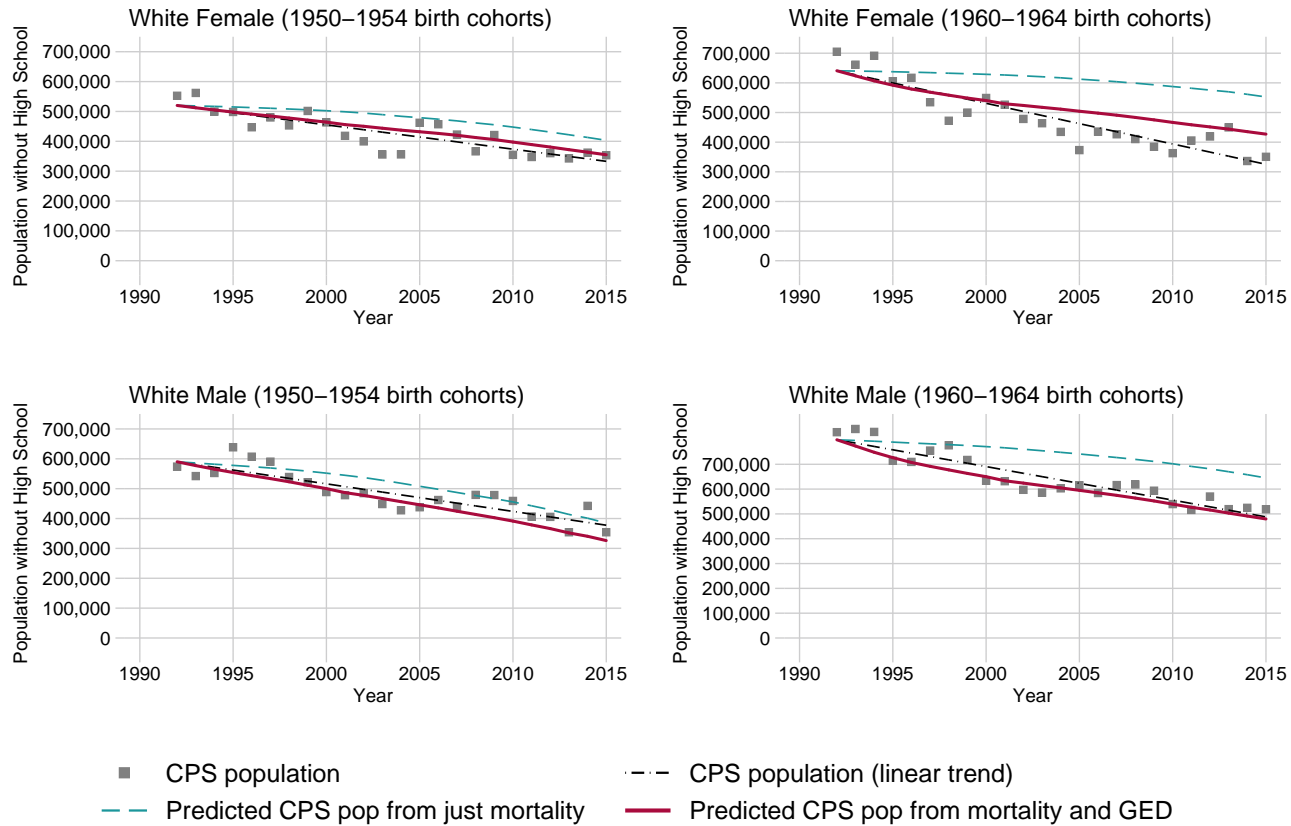 White Female (1950−1954 birth cohorts)
Population without High School
700,000
600,000
500,000
400,000
300,000
200,000
100,000
0
1990 1995 2000 2005 2010 2015
Year
White Female (1960−1964 birth cohorts)
Population without High School
700,000
600,000
500,000
400,000
300,000
200,000
100,000
0
1990 1995 2000 2005 2010 2015
Year
White Male (1950−1954 birth cohorts)
Population without High School
700,000
600,000
500,000
400,000
300,000
200,000
100,000
0
1990 1995 2000 2005 2010 2015
Year
White Male (1960−1964 birth cohorts)
Population without High School
700,000
600,000
500,000
400,000
300,000
200,000
100,000
0
1990 1995 2000 2005 2010 2015
Year
CPS population
CPS population (linear trend)
Predicted CPS pop from just mortality
Predicted CPS pop from mortality and GED